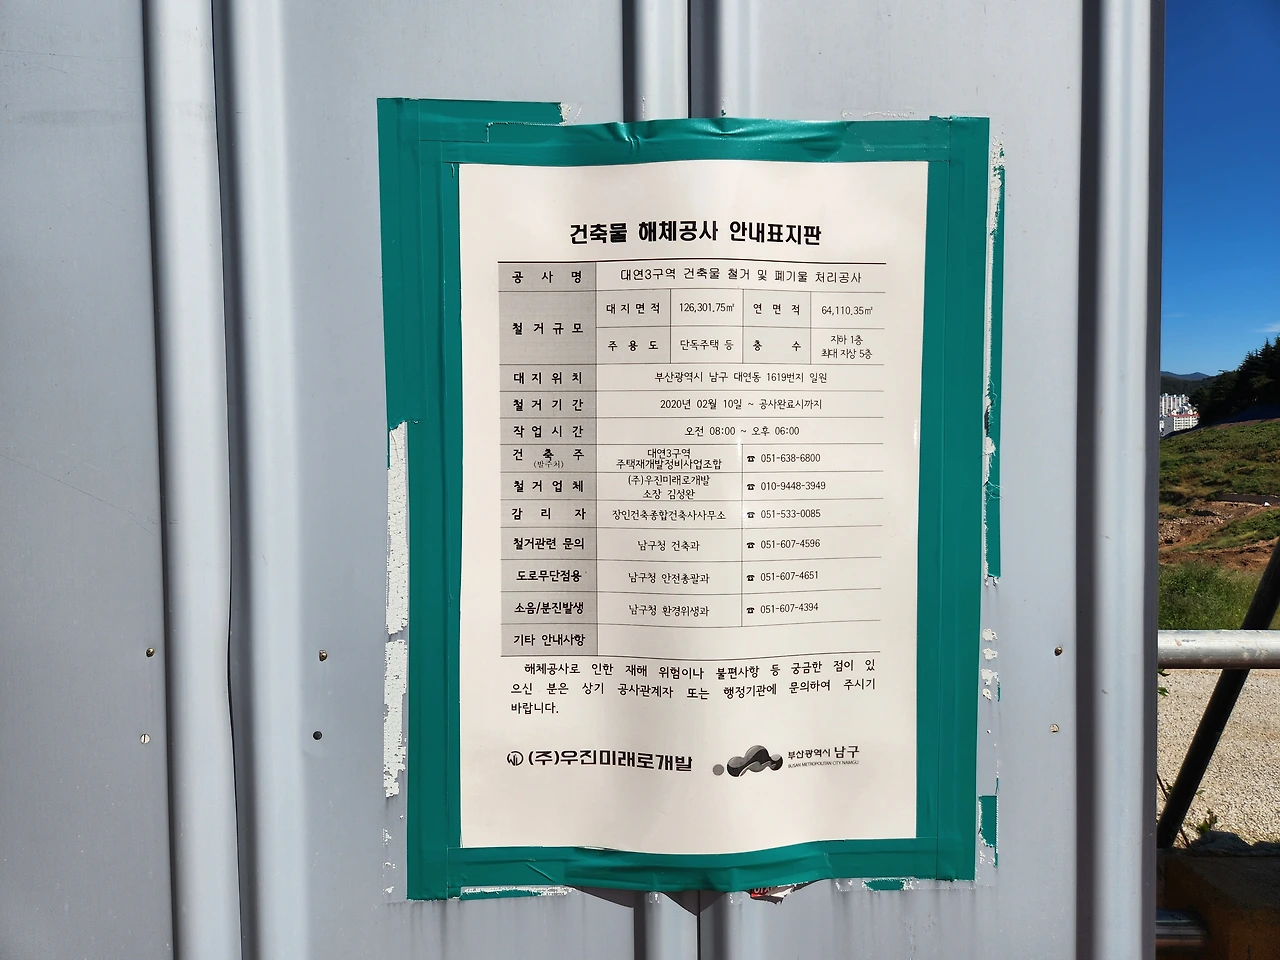 건축물 해체공사 안내표지판
공 사 명 대연3구역 건축물 철거 및 폐기물 처리공사
철 거 규 모 대 지 면 적 126,301.75㎡ 연 면 적 64,110.35㎡
주 용 도 단독주택 등 층 수 지하 1층
최대 지상 5층
대 지 위 치 부산광역시 남구 대연동 1619번지 일원
철 거 기 간 2020년 02월 10일 ~ 공사완료시까지
작 업 시 간 오전 08:00 ~ 오후 06:00
건 축 주 대연3구역
(발주처) 주택재개발정비사업조합 ☎ 051-638-6800
철 거 업 체 (주)우진미래로개발
소장 김성완 ☎ 010-9448-3949
감 리 자 장인건축종합건축사사무소 ☎ 051-533-0085
철거관련 문의 남구청 건축과 ☎ 051-607-4596
도로무단점용 남구청 안전총괄과 ☎ 051-607-4651
소음/분진발생 남구청 환경위생과 ☎ 051-607-4394
기타 안내사항
해체공사로 인한 재해 위험이나 불편사항 등 궁금한 점이 있
으신 분은 상기 공사관계자 또는 행정기관에 문의하여 주시기
바랍니다.
(주)우진미래로개발 부산광역시 남구
BUSAN METROPOLITAN CITY NAMGU